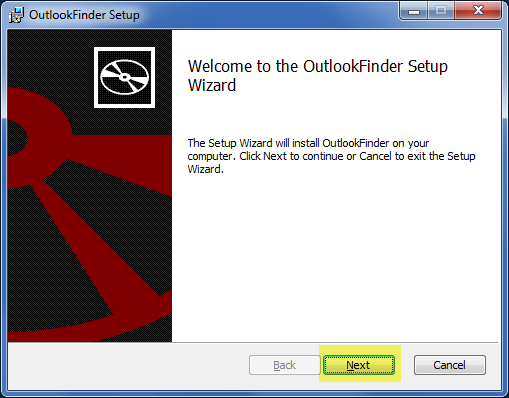 OutlookFinder Setup
Welcome to the OutlookFinder Setup
Wizard
The Setup Wizard will install OutlookFinder on your
computer. Click Next to continue or Cancel to exit the Setup
Wizard.
Back
Next
Cancel